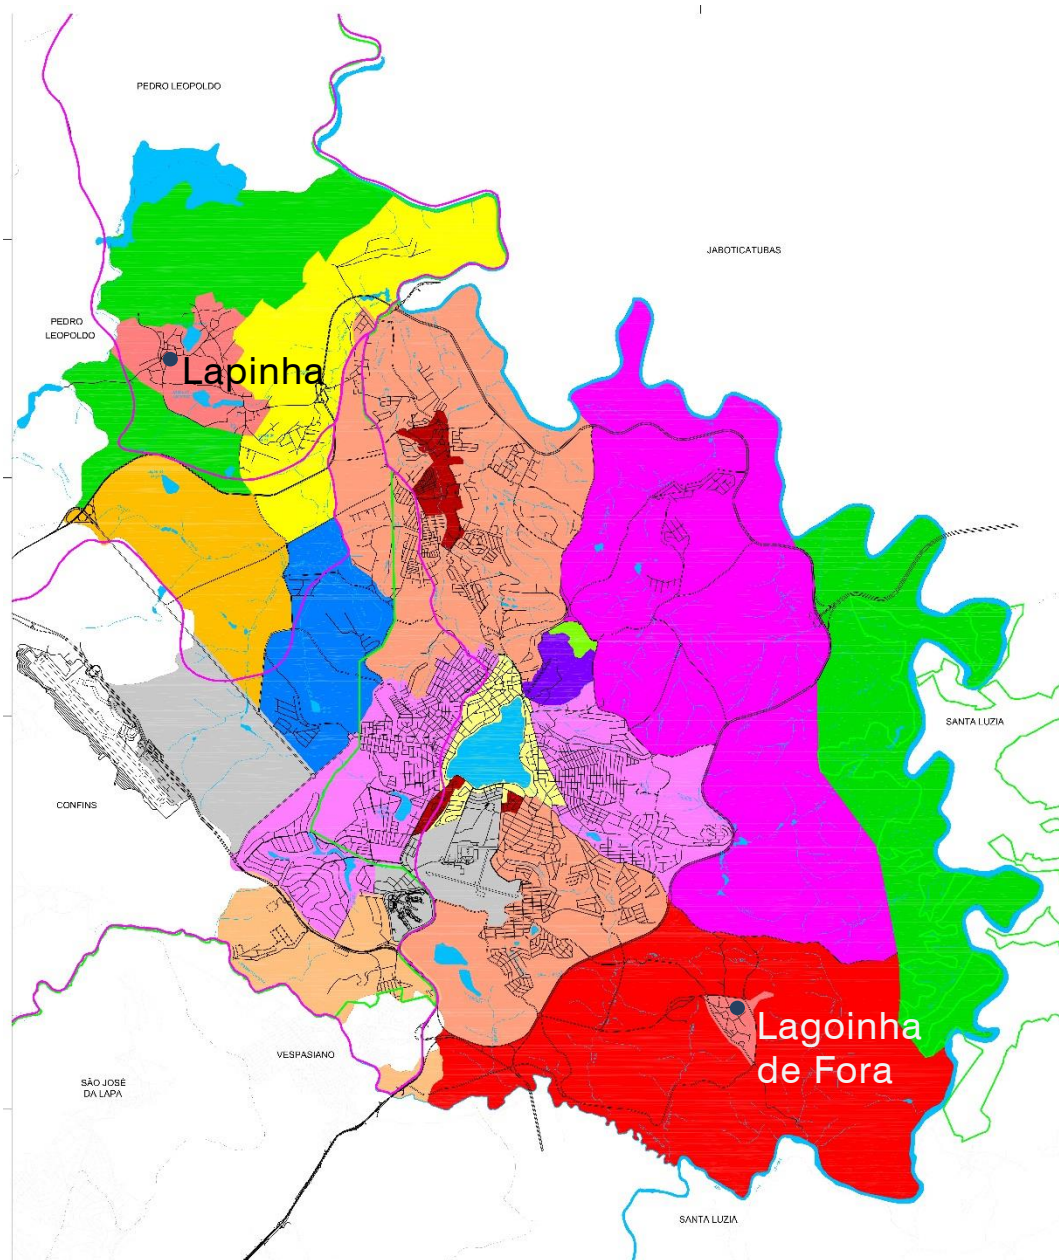 PEDRO LEOPOLDO
JABOTICATUBAS
PEDRO
LEOPOLDO
Lapinha
SANTA LUZIA
CONFINS
Lagoinha
de Fora
VESPASIANO
SÃO JOSÉ
DA LAPA
SANTA LUZIA